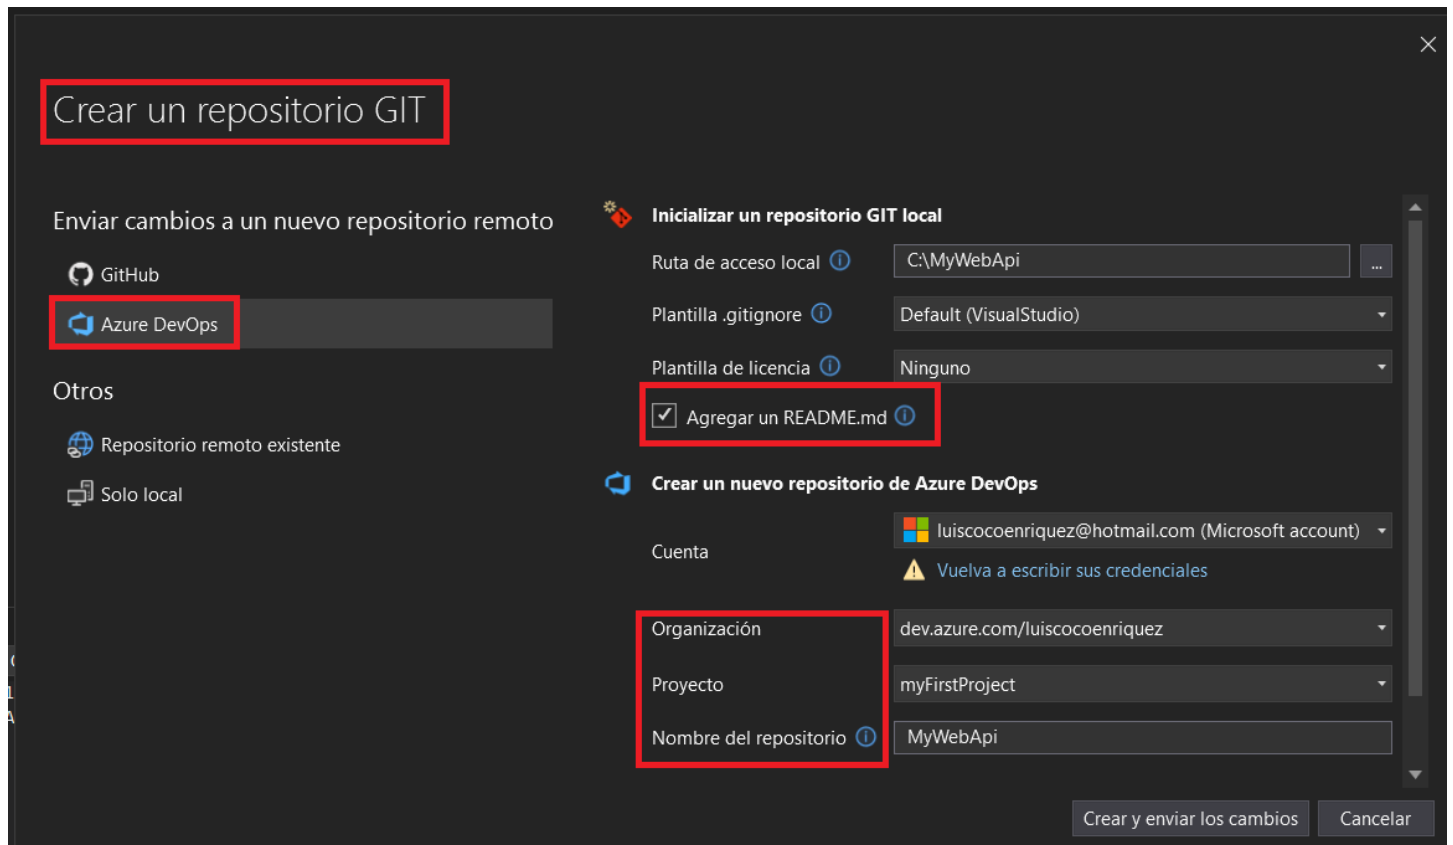 Crear un repositorio GIT
Enviar cambios a un nuevo repositorio remoto
GitHub
Azure DevOps
Otros
Repositorio remoto existente
Solo local
Inicializar un repositorio GIT local
Ruta de acceso local C:\MyWebApi ...
Plantilla .gitignore Default (VisualStudio)
Plantilla de licencia Ninguno
Agregar un README.md
Crear un nuevo repositorio de Azure DevOps
Cuenta luiscocoenriquez@hotmail.com (Microsoft account)
Vuelva a escribir sus credenciales
Organización dev.azure.com/luiscocoenriquez
Proyecto myFirstProject
Nombre del repositorio MyWebApi
Crear y enviar los cambios Cancelar